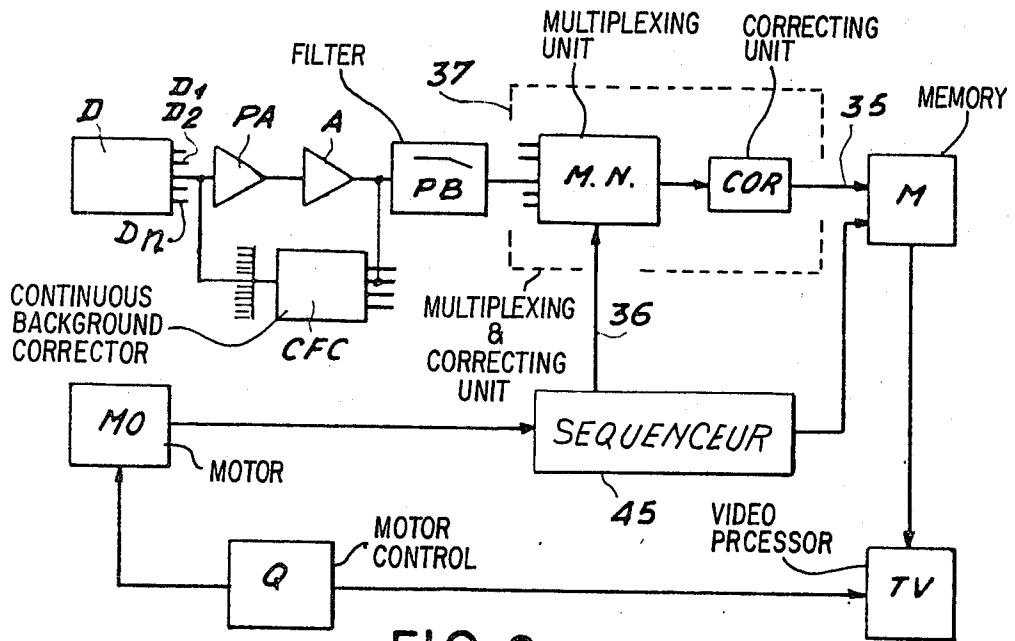 MULTIPLEXING
UNIT
CORRECTING
UNIT
FILTER
37
35
MEMORY
D
D1
D2
Dn
PA
A
PB
M.N.
COR
M
CONTINUOUS
BACKGROUND
CORRECTOR
CFC
MULTIPLEXING
&
CORRECTING
UNIT
36
MO
MOTOR
SEQUENCEUR
45
MOTOR
CONTROL
Q
VIDEO
PRCESSOR
TV